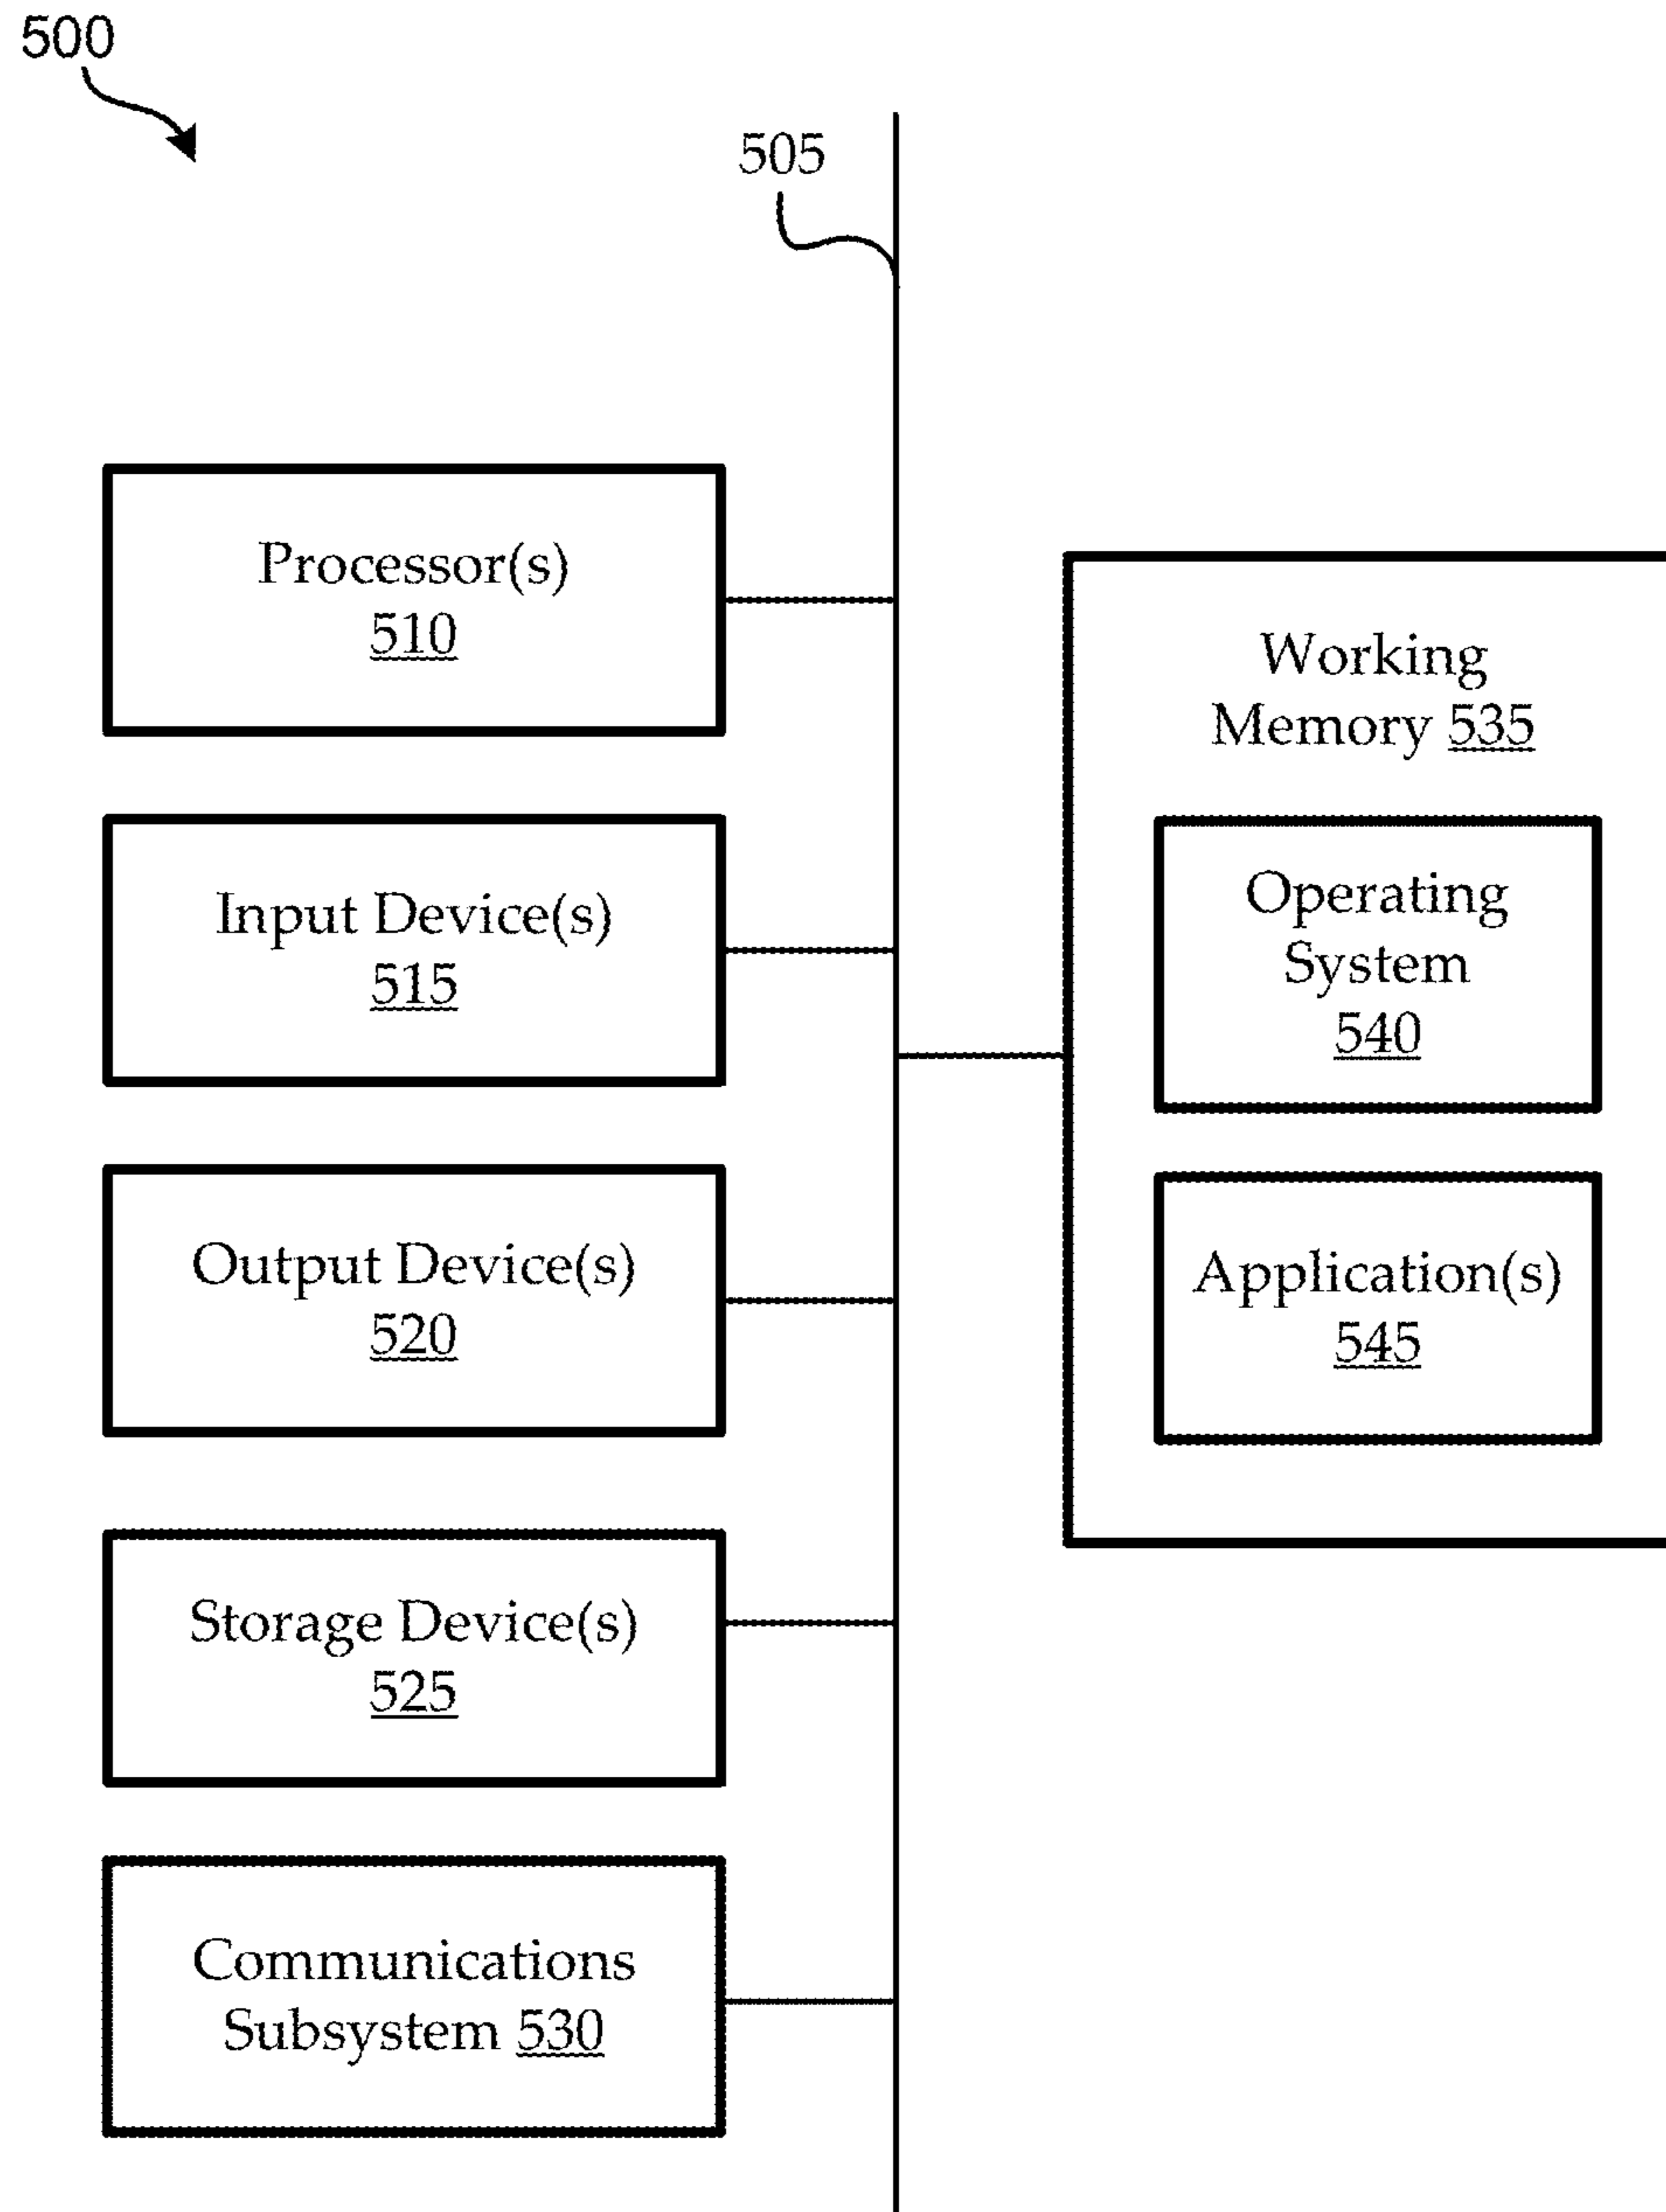 500
505
Processor(s)
510
Input Device(s)
515
Output Device(s)
520
Storage Device(s)
525
Communications
Subsystem 530
Working
Memory 535
Operating
System
540
Application(s)
545